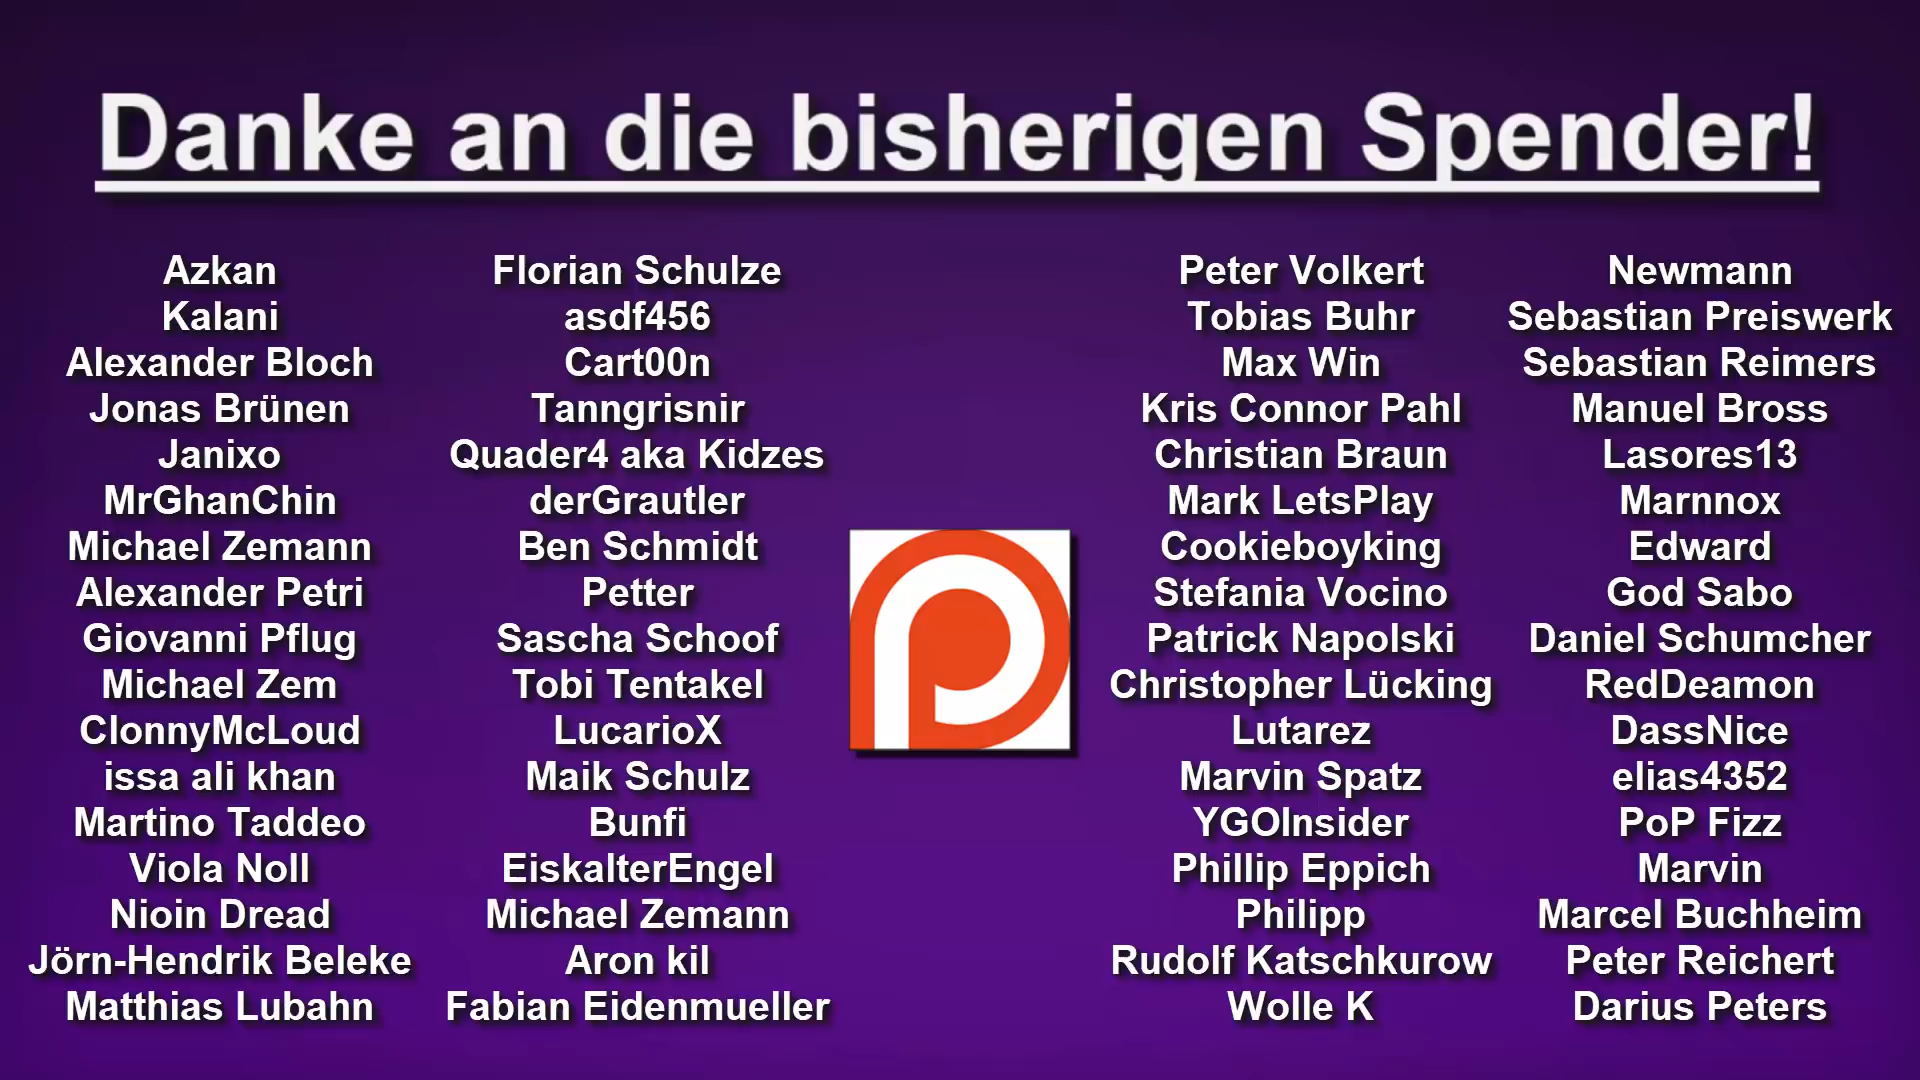 Danke an die bisherigen Spender!
Azkan
Kalani
Alexander Bloch
Jonas Brünen
Janixo
MrGhanChin
Michael Zemann
Alexander Petri
Giovanni Pflug
Michael Zem
ClonnyMcLoud
issa ali khan
Martino Taddeo
Viola Noll
Nioin Dread
Jörn-Hendrik Beleke
Matthias Lubahn
Florian Schulze
asdf456
Cart00n
Tanngrisnir
Quader4 aka Kidzes
derGrautler
Ben Schmidt
Petter
Sascha Schoof
Tobi Tentakel
LucarioX
Maik Schulz
Bunfi
EiskalterEngel
Michael Zemann
Aron kil
Fabian Eidenmueller
Peter Volkert
Tobias Buhr
Max Win
Kris Connor Pahl
Christian Braun
Mark LetsPlay
Cookieboyking
Stefania Vocino
Patrick Napolski
Christopher Lücking
Lutarez
Marvin Spatz
YGOInsider
Phillip Eppich
Philipp
Rudolf Katschkurow
Wolle K
Newmann
Sebastian Preiswerk
Sebastian Reimers
Manuel Bross
Lasores13
Marnnox
Edward
God Sabo
Daniel Schumcher
RedDeamon
DassNice
elias4352
PoP Fizz
Marvin
Marcel Buchheim
Peter Reichert
Darius Peters